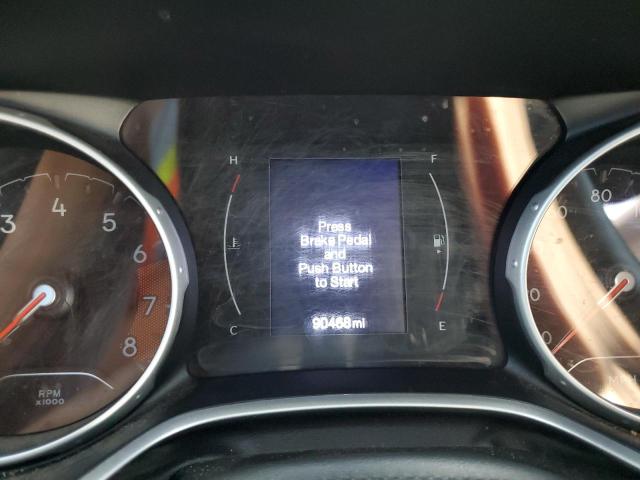 H
F
3 4 5 6 7 8
80
Press
Brake Pedal
and
Push Button
to Start
90468 mi
C
E
RPM
x1000